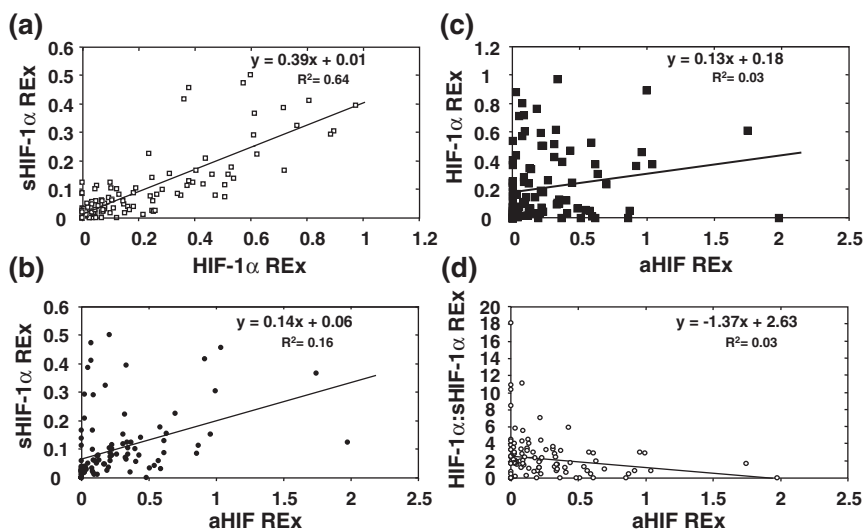 (a)
y = 0.39x + 0.01
R²= 0.64
sHIF-1α REx
0.6
0.5
0.4
0.3
0.2
0.1
0
0 0.2 0.4 0.6 0.8 1 1.2
HIF-1α REx
(b)
y = 0.14x + 0.06
R²= 0.16
sHIF-1α REx
0.6
0.5
0.4
0.3
0.2
0.1
0
0 0.5 1 1.5 2 2.5
aHIF REx
(c)
y = 0.13x + 0.18
R²= 0.03
HIF-1α REx
1.2
1
0.8
0.6
0.4
0.2
0
0 0.5 1 1.5 2 2.5
aHIF REx
(d)
y = -1.37x + 2.63
R²= 0.03
HIF-1α:sHIF-1α REx
20
18
16
14
12
10
8
6
4
2
0
0 0.5 1 1.5 2 2.5
aHIF REx